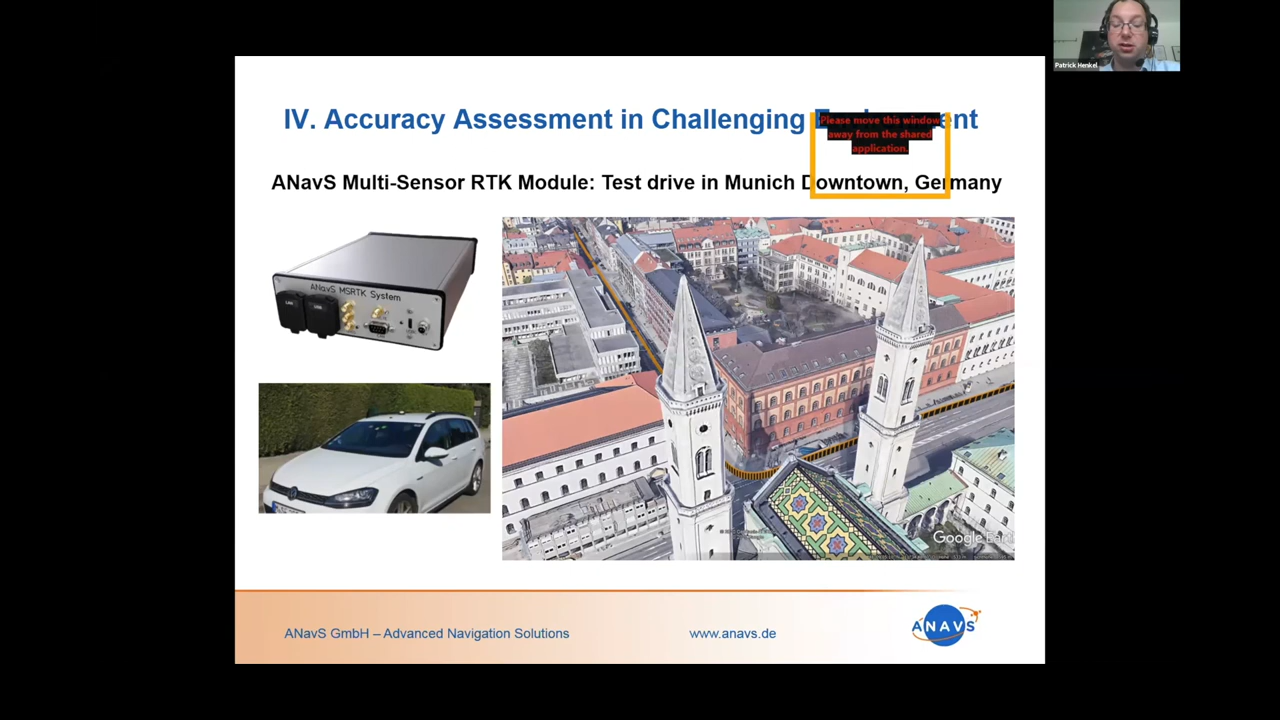 Patrick Henkel
IV. Accuracy Assessment in Challenging
Please move this window
away from the shared
application.
ANavS Multi-Sensor RTK Module: Test drive in Munich Downtown, Germany
ANavS MSRTK System
Google Earth
ANavS GmbH – Advanced Navigation Solutions
www.anavs.de
ANAVS